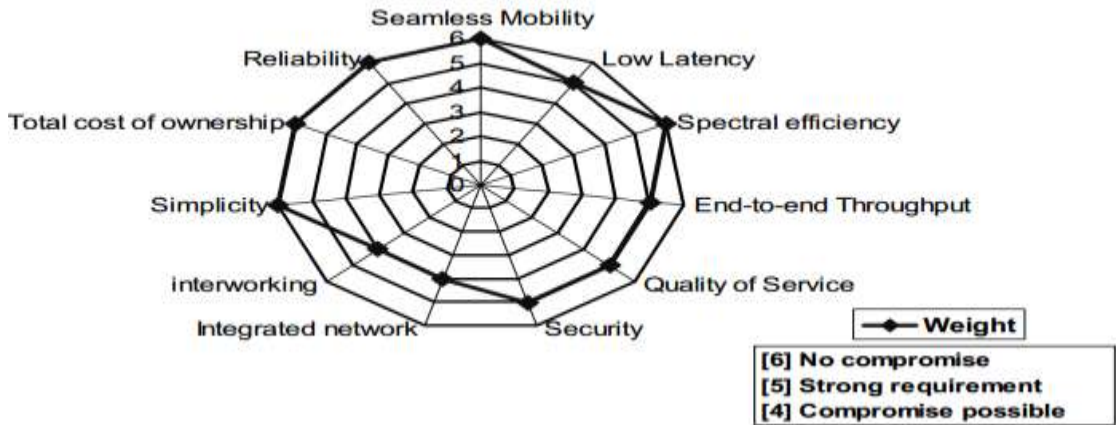 Seamless Mobility
6
5
4
3
2
1
0
Low Latency
Spectral efficiency
End-to-end Throughput
Quality of Service
Security
Integrated network
interworking
Simplicity
Total cost of ownership
Reliability
Weight
[6] No compromise
[5] Strong requirement
[4] Compromise possible